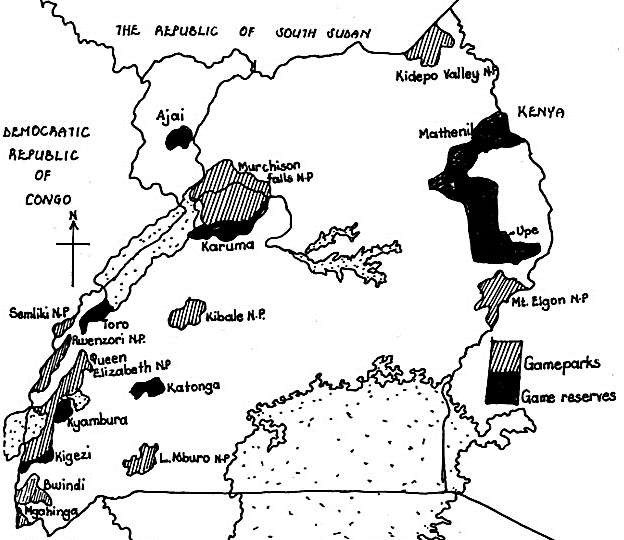 THE REPUBLIC OF SOUTH SUDAN
Kidepo Valley N.P
Ajai
KENYA
Mathenil
DEMOCRATIC
REPUBLIC
OF
CONGO
Murchison
falls N.P
N
Karuma
Upe
Semliki N.P
Toro
Kibale N.P.
Mt. Elgon N.P
Rwenzori N.P.
Queen
Elizabeth N.P
Gameparks
Katonga
Game reserves
Kyambura
Kigezi
L. Mburo N.P
Bwindi
Mgahinga